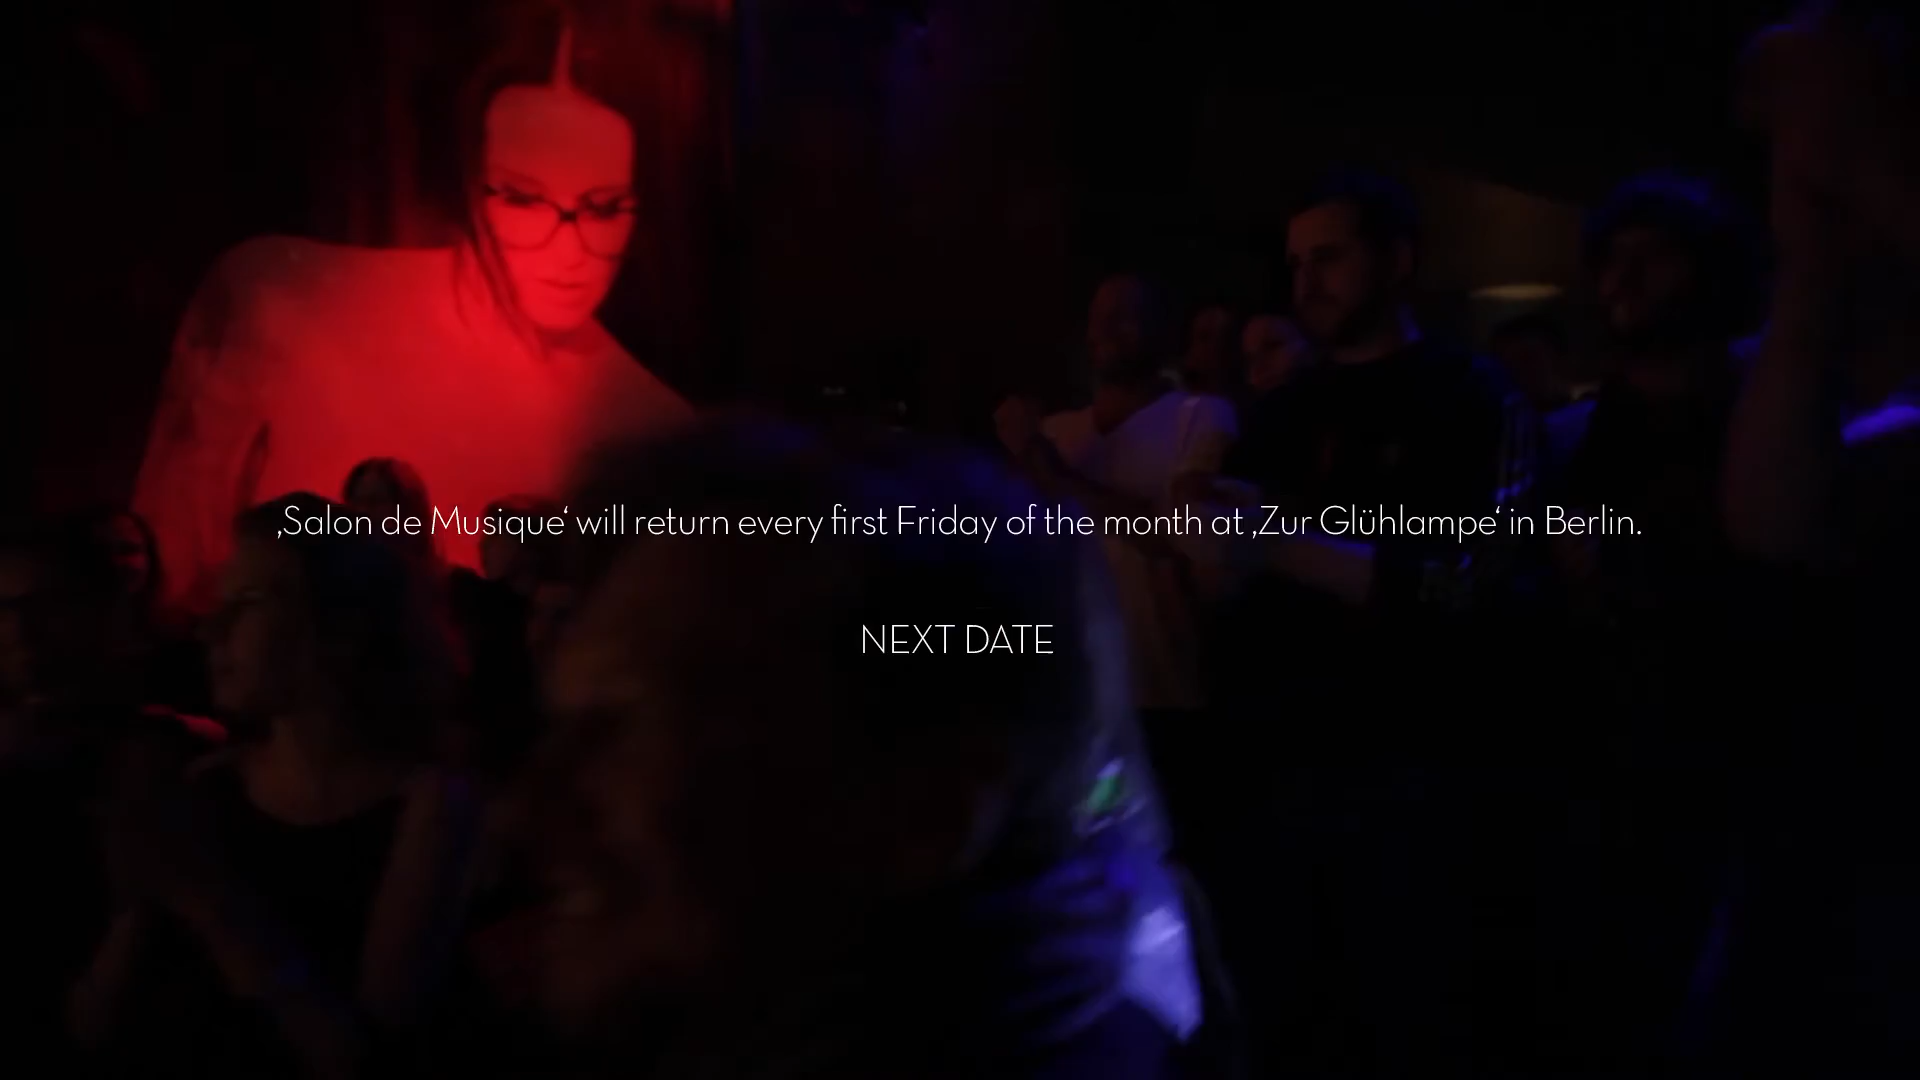 ‚Salon de Musique‘ will return every first Friday of the month at ‚Zur Glühlampe‘ in Berlin.
NEXT DATE